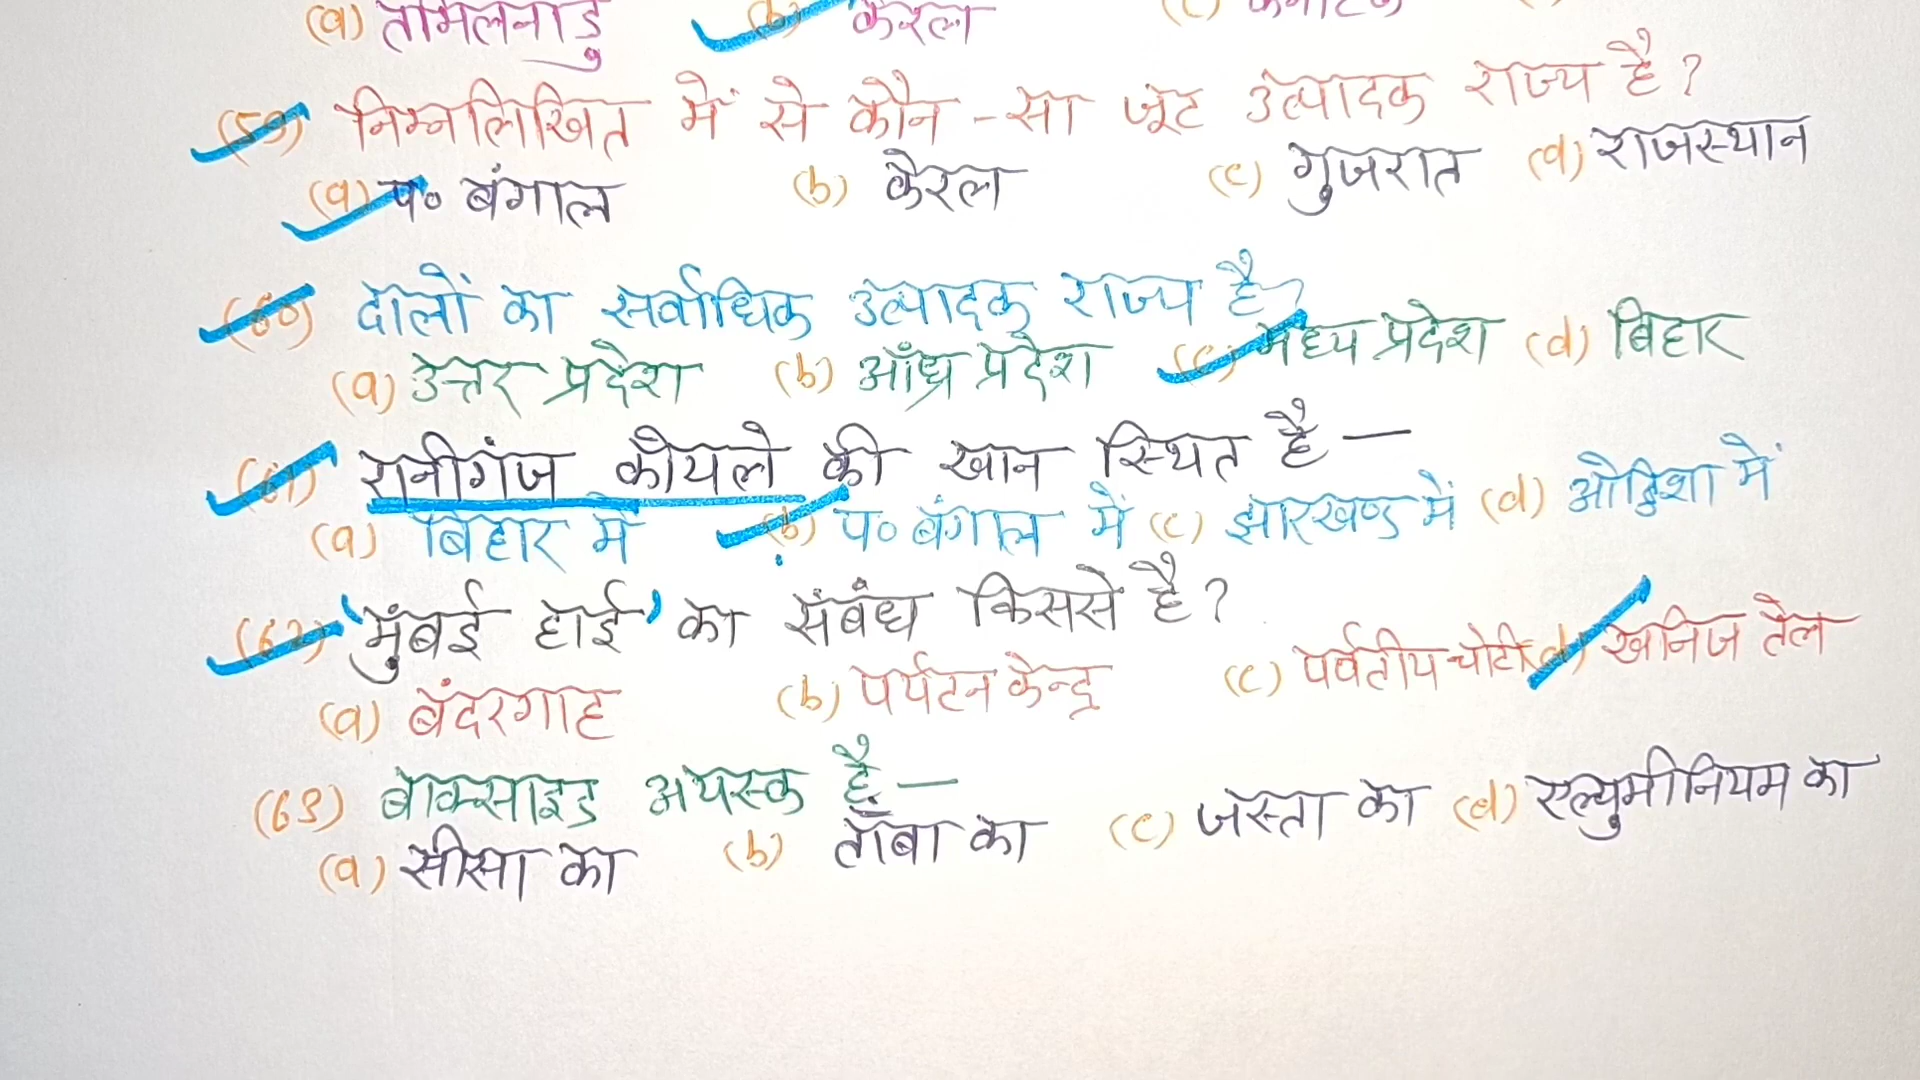 (a) तमिलनाडु (b) केरल (c)
(59) निम्नलिखित में से कौन-सा जूट उत्पादक राज्य है?
(a) प० बंगाल (b) केरल (c) गुजरात (d) राजस्थान
(60) दालों का सर्वाधिक उत्पादक राज्य है?
(a) उत्तर प्रदेश (b) आँध्र प्रदेश (c) मध्य प्रदेश (d) बिहार
(61) रानीगंज कोयले की खान स्थित है —
(a) बिहार में (b) प० बंगाल में (c) झारखण्ड में (d) ओडिशा में
(62) 'मुंबई हाई' का संबंध किससे है?
(a) बंदरगाह (b) पर्यटन केन्द्र (c) पर्वतीय चोटी (d) खनिज तेल
(63) बॉक्साइड अयस्क है —
(a) सीसा का (b) ताँबा का (c) जस्ता का (d) एल्युमीनियम का